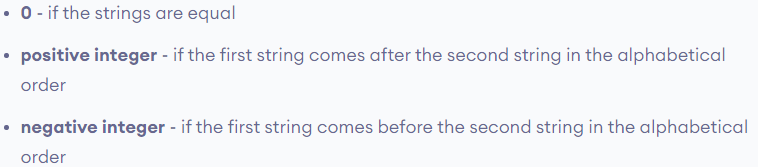 • 0 - if the strings are equal
• positive integer - if the first string comes after the second string in the alphabetical
order
• negative integer - if the first string comes before the second string in the alphabetical
order